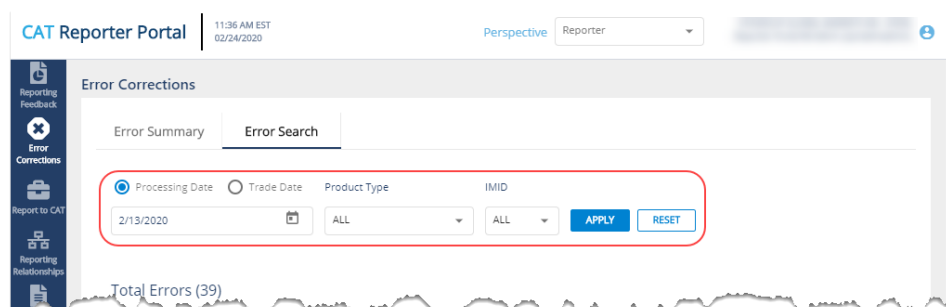 CAT Reporter Portal
11:36 AM EST
02/24/2020
Perspective
Reporter
Reporting
Feedback
Error
Corrections
Report to CAT
Reporting
Relationships
Error Corrections
Error Summary
Error Search
Processing Date
Trade Date
Product Type
IMID
2/13/2020
ALL
ALL
APPLY
RESET
Total Errors (39)